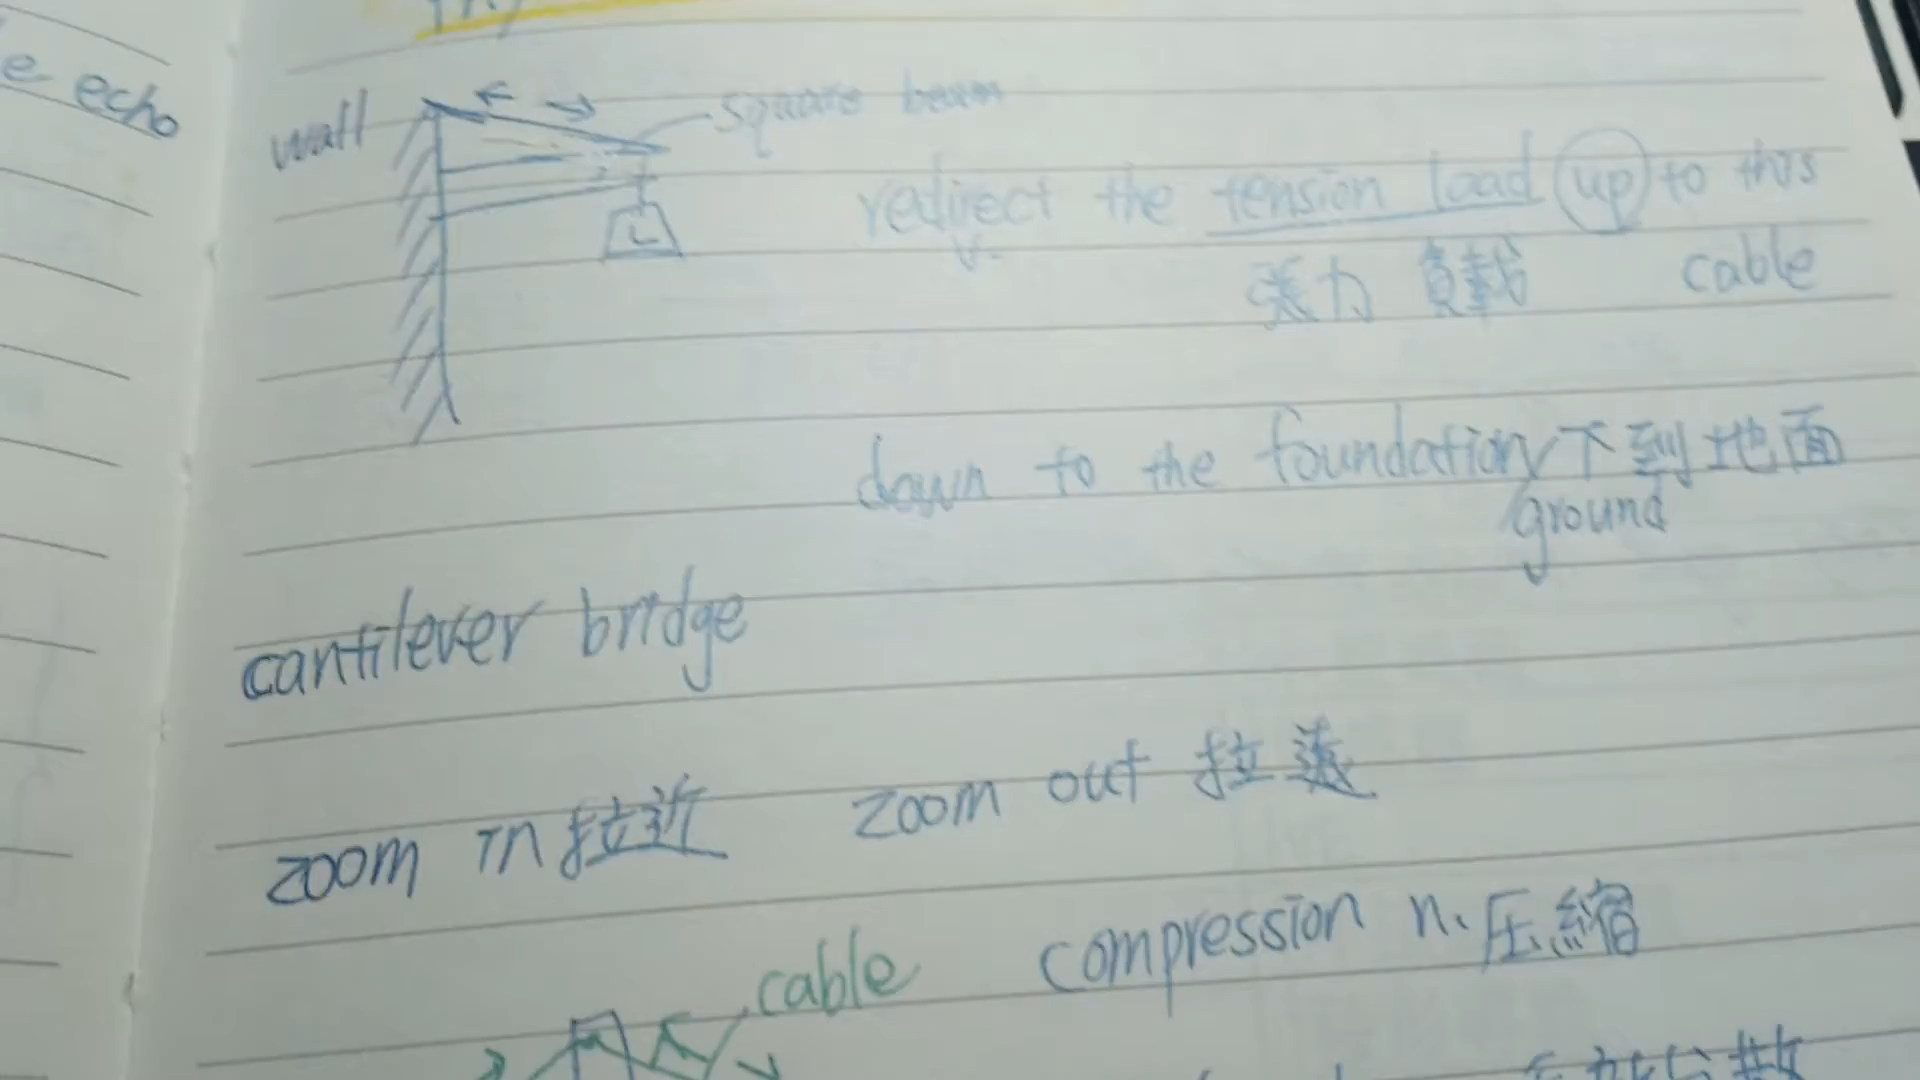 e echo
wall
square beam
redirect the tension load up to this
v.
張力 負載 cable
L
down to the foundation 下到地面
ground
cantilever bridge
zoom in 拉近 zoom out 拉遠
cable compression n. 压縮